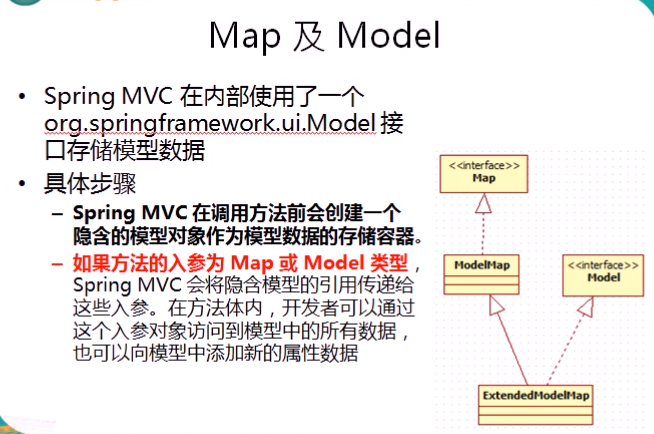 Map 及 Model
• Spring MVC 在内部使用了一个
org.springframework.ui.Model 接
口存储模型数据
• 具体步骤
– Spring MVC 在调用方法前会创建一个
隐含的模型对象作为模型数据的存储容器。
– 如果方法的入参为 Map 或 Model 类型，
Spring MVC 会将隐含模型的引用传递给
这些入参。在方法体内，开发者可以通过
这个入参对象访问到模型中的所有数据，
也可以向模型中添加新的属性数据
<<interface>>
Map
ModelMap
<<interface>>
Model
ExtendedModelMap